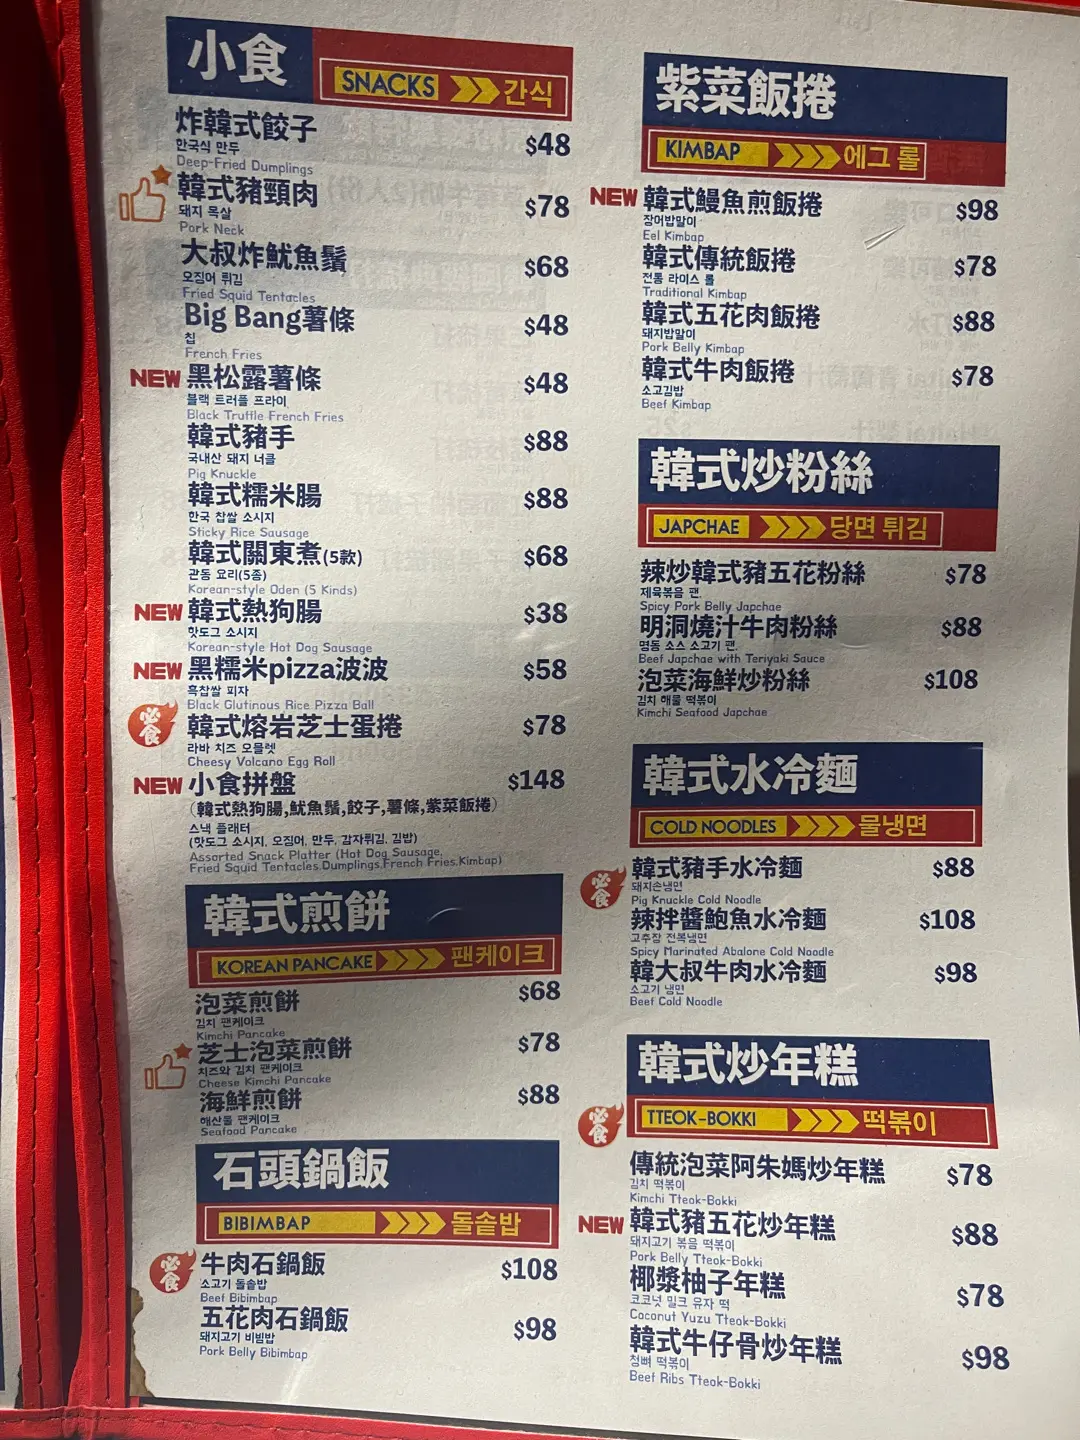 小食
SNACKS 간식
炸韓式餃子 $48
한국식 만두
Deep-Fried Dumplings
韓式豬頸肉 $78
돼지 목살
Pork Neck
大叔炸魷魚鬚 $68
오징어 튀김
Fried Squid Tentacles
Big Bang薯條 $48
칩
French Fries
NEW 黑松露薯條 $48
블랙 트러플 프라이
Black Truffle French Fries
韓式豬手 $88
국내산 돼지 너클
Pig Knuckle
韓式糯米腸 $88
한국 찹쌀 소시지
Sticky Rice Sausage
韓式關東煮(5款) $68
관동 요리(5종)
Korean-style Oden (5 Kinds)
NEW 韓式熱狗腸 $38
핫도그 소시지
Korean-style Hot Dog Sausage
NEW 黑糯米pizza波波 $58
흑찹쌀 피자
Black Glutinous Rice Pizza Ball
必食 韓式熔岩芝士蛋捲 $78
라바 치즈 오믈렛
Cheesy Volcano Egg Roll
NEW 小食拼盤 $148
(韓式熱狗腸,魷魚鬚,餃子,薯條,紫菜飯捲)
스낵 플래터
(핫도그 소시지, 오징어, 만두, 감자튀김, 김밥)
Assorted Snack Platter (Hot Dog Sausage,
Fried Squid Tentacles,Dumplings,French Fries,Kimbap)
韓式煎餅
KOREAN PANCAKE 팬케이크
泡菜煎餅 $68
김치 팬케이크
Kimchi Pancake
芝士泡菜煎餅 $78
치즈와 김치 팬케이크
Cheese Kimchi Pancake
海鮮煎餅 $88
해산물 팬케이크
Seafood Pancake
石頭鍋飯
BIBIMBAP 돌솥밥
必食 牛肉石鍋飯 $108
소고기 돌솥밥
Beef Bibimbap
五花肉石鍋飯 $98
돼지고기 비빔밥
Pork Belly Bibimbap
紫菜飯捲
KIMBAP 에그 롤
NEW 韓式鰻魚煎飯捲 $98
장어밥말이
Eel Kimbap
韓式傳統飯捲 $78
전통 라이스 롤
Traditional Kimbap
韓式五花肉飯捲 $88
돼지밥말이
Pork Belly Kimbap
韓式牛肉飯捲 $78
소고김밥
Beef Kimbap
韓式炒粉絲
JAPCHAE 당면 튀김
辣炒韓式豬五花粉絲 $78
제육볶음 팬.
Spicy Pork Belly Japchae
明洞燒汁牛肉粉絲 $88
명동 소스 소고기 팬.
Beef Japchae with Teriyaki Sauce
泡菜海鮮炒粉絲 $108
김치 해물 떡볶이
Kimchi Seafood Japchae
韓式水冷麵
COLD NOODLES 물냉면
必食 韓式豬手水冷麵 $88
돼지손냉면
Pig Knuckle Cold Noodle
辣拌醬鮑魚水冷麵 $108
고추장 전복냉면
Spicy Marinated Abalone Cold Noodle
韓大叔牛肉水冷麵 $98
소고기 냉면
Beef Cold Noodle
韓式炒年糕
必食 TTEOK-BOKKI 떡볶이
傳統泡菜阿朱媽炒年糕 $78
김치 떡볶이
Kimchi Tteok-Bokki
NEW 韓式豬五花炒年糕 $88
돼지고기 볶음 떡볶이
Pork Belly Tteok-Bokki
椰漿柚子年糕 $78
코코넛 밀크 유자 떡
Coconut Yuzu Tteok-Bokki
韓式牛仔骨炒年糕 $98
청뼈 떡볶이
Beef Ribs Tteok-Bokki